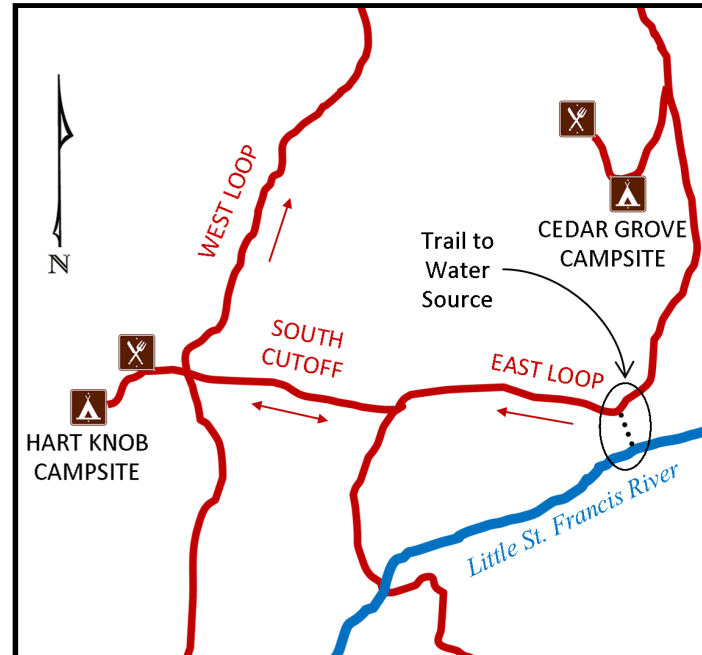 WEST LOOP
N
CEDAR GROVE
CAMPSITE
Trail to
Water
Source
SOUTH
CUTOFF
EAST LOOP
HART KNOB
CAMPSITE
Little St. Francis River